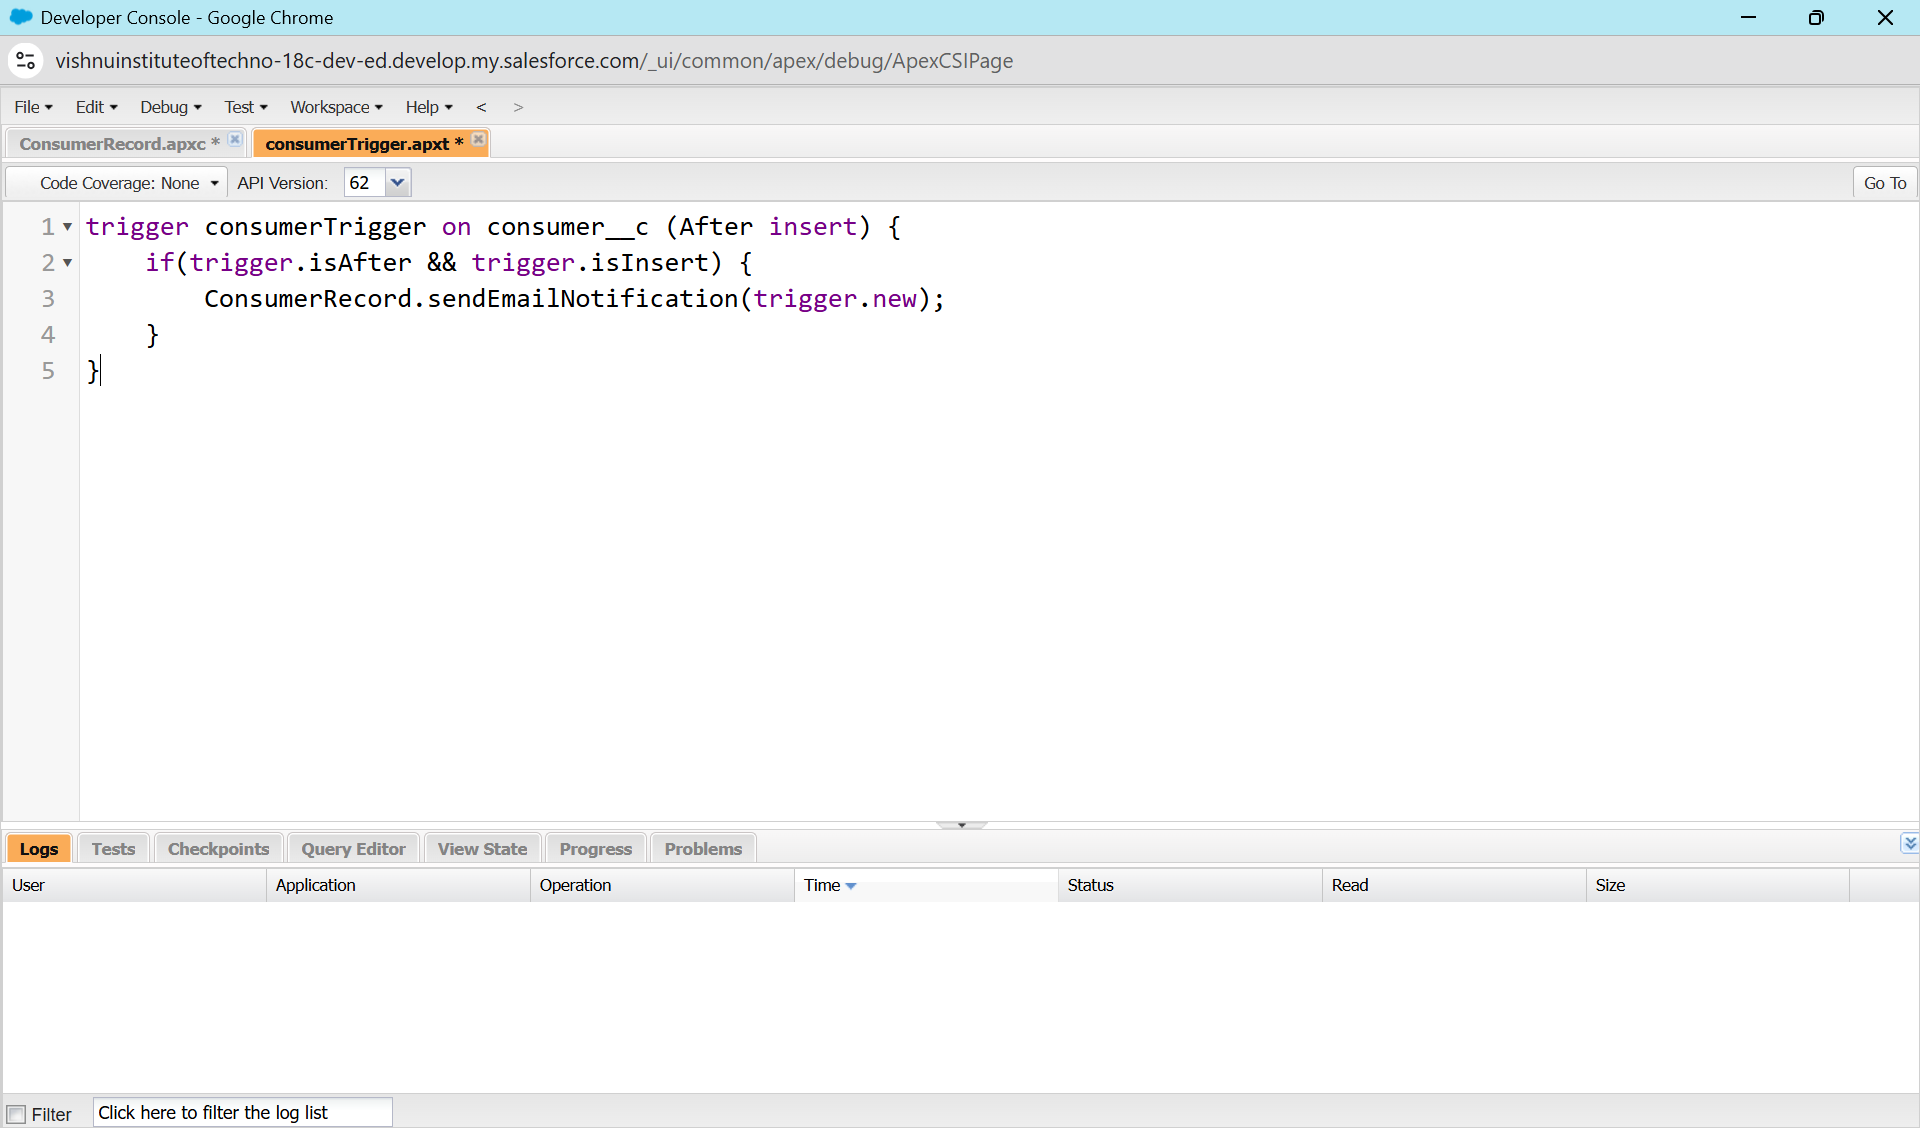 Developer Console - Google Chrome
vishnuinstituteoftechno-18c-dev-ed.develop.my.salesforce.com/_ui/common/apex/debug/ApexCSIPage
File Edit Debug Test Workspace Help < >
ConsumerRecord.apxc * consumerTrigger.apxt *
Code Coverage: None API Version: 62 Go To
1 trigger consumerTrigger on consumer__c (After insert) {
2 if(trigger.isAfter && trigger.isInsert) {
3 ConsumerRecord.sendEmailNotification(trigger.new);
4 }
5 }
Logs Tests Checkpoints Query Editor View State Progress Problems
User Application Operation Time Status Read Size
Filter Click here to filter the log list